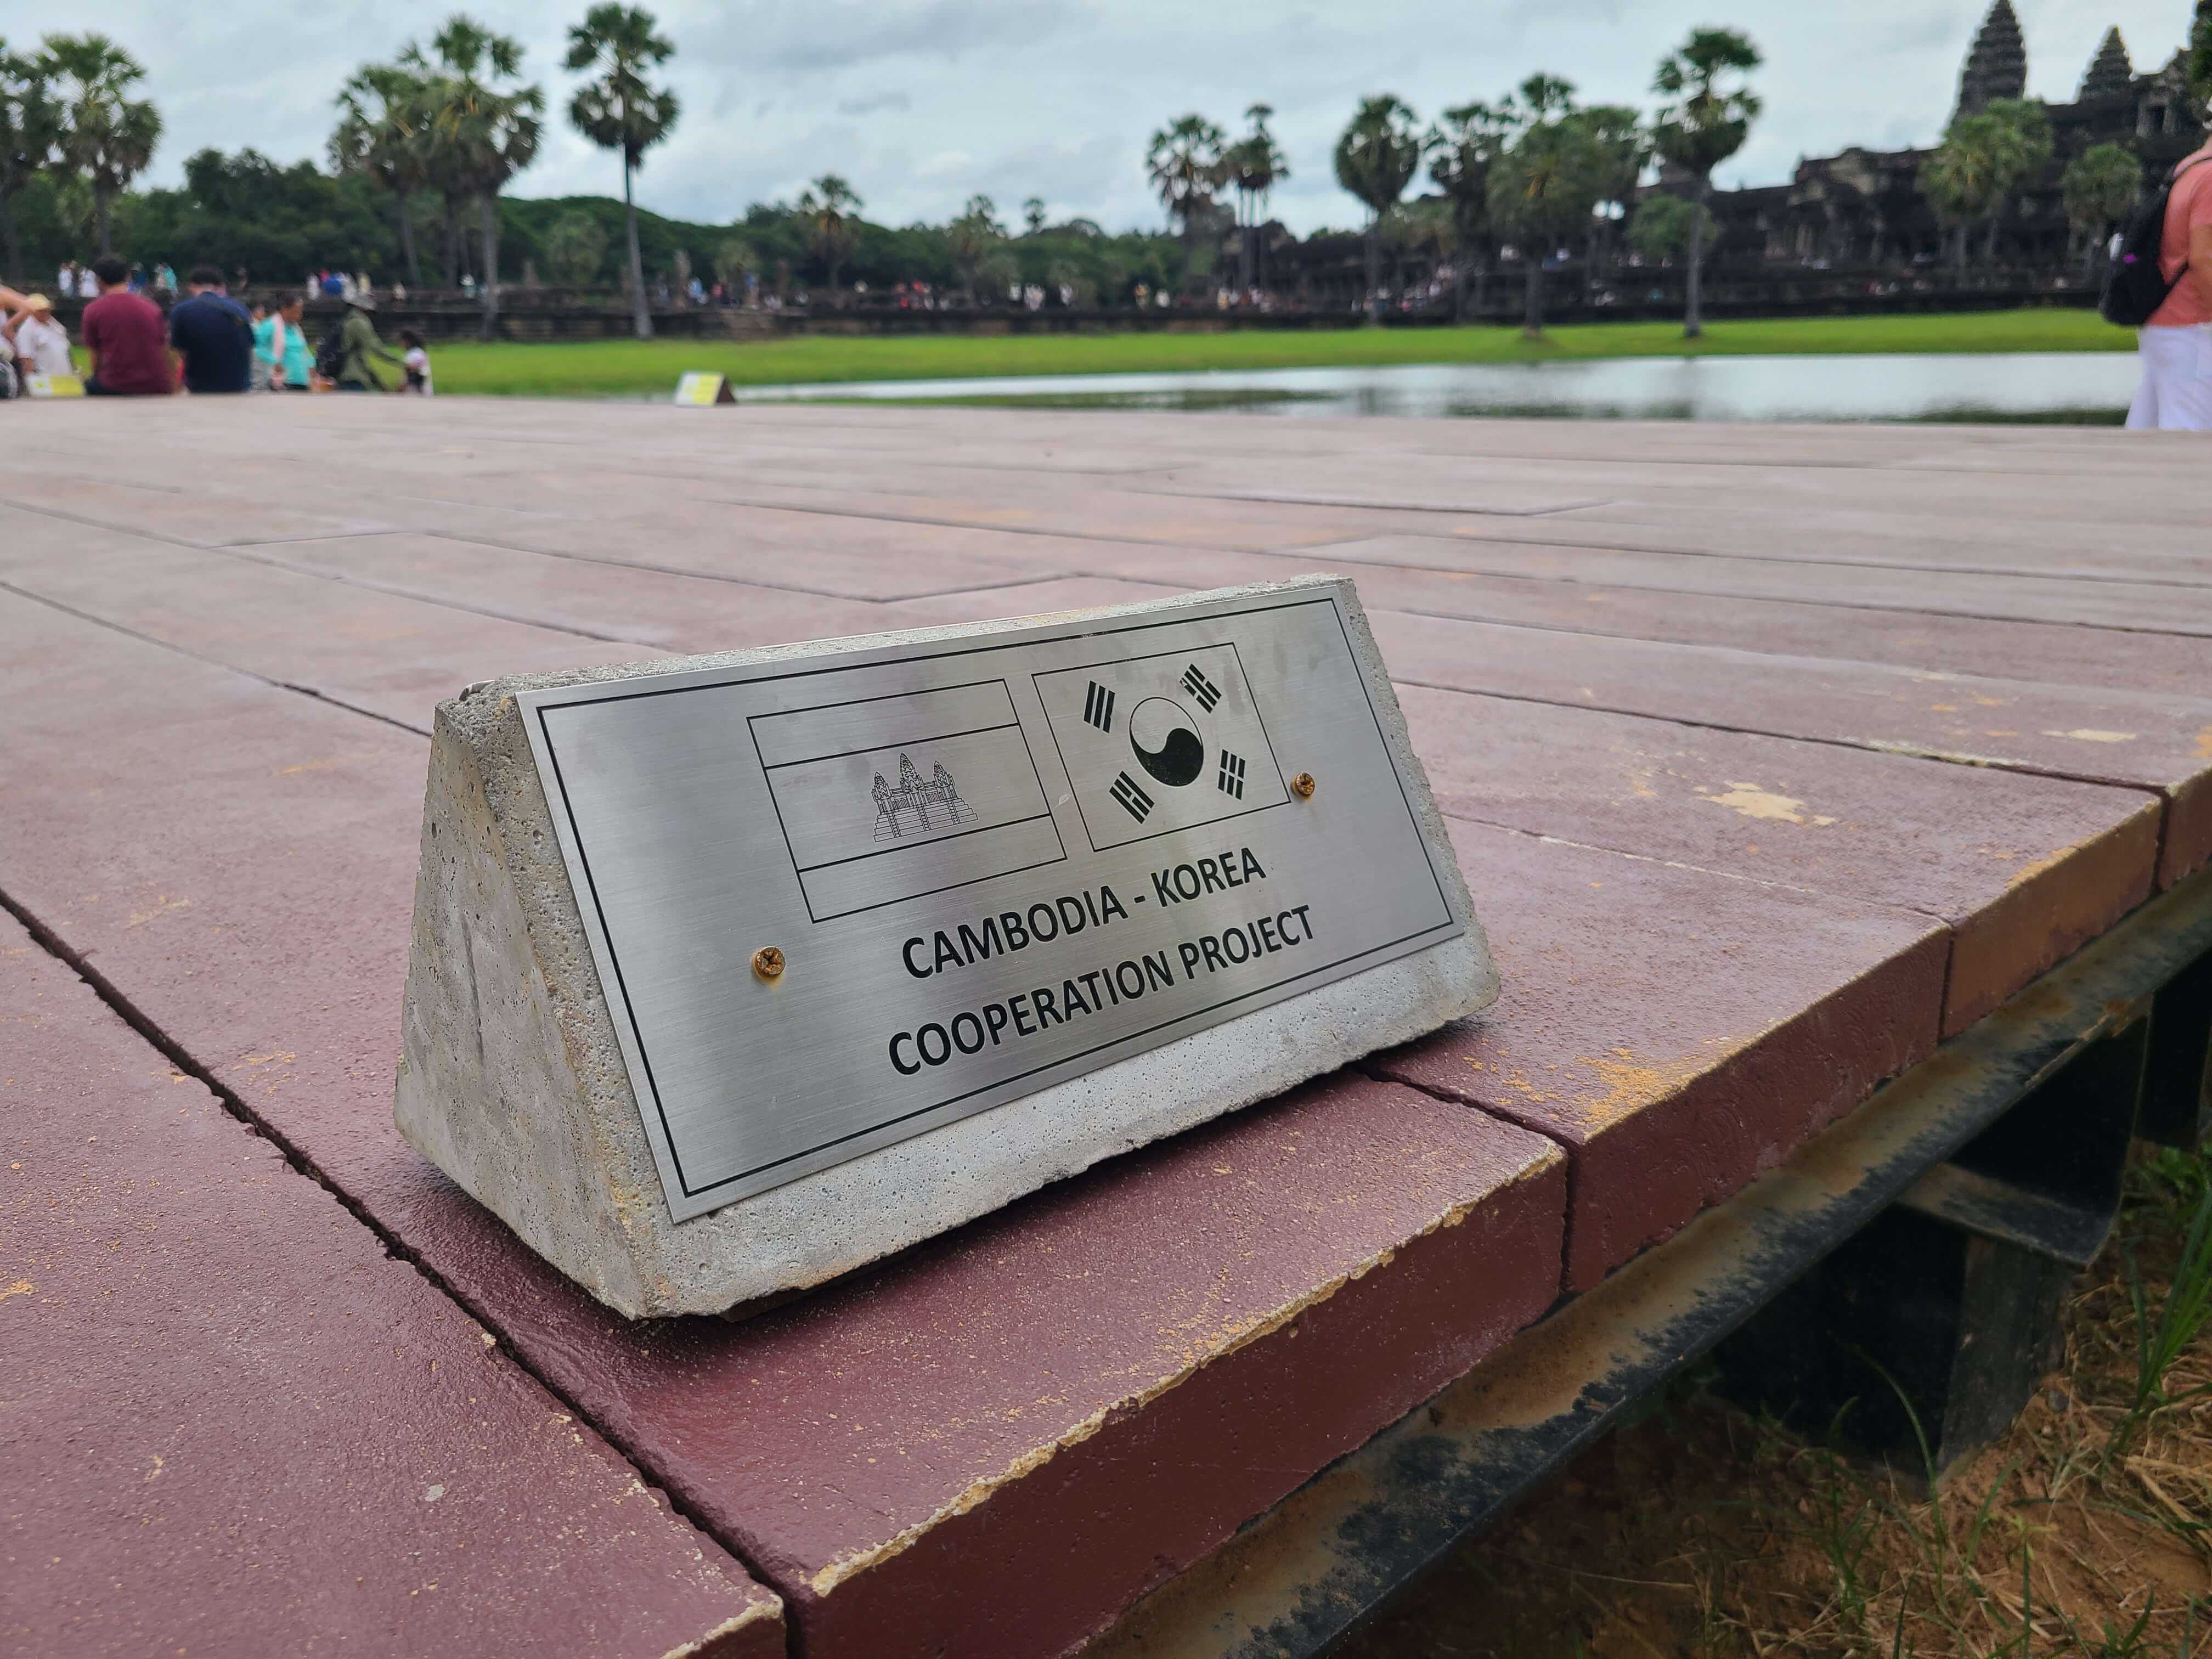 CAMBODIA - KOREA
COOPERATION PROJECT